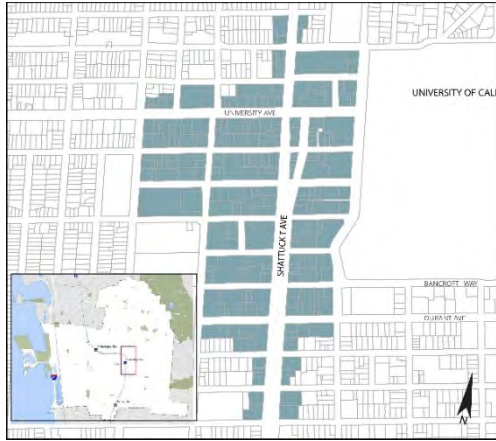 UNIVERSITY OF CALI
UNIVERSITY AVE
SHATTUCK AVE
BANCROFT WAY
DURANT AVE
N